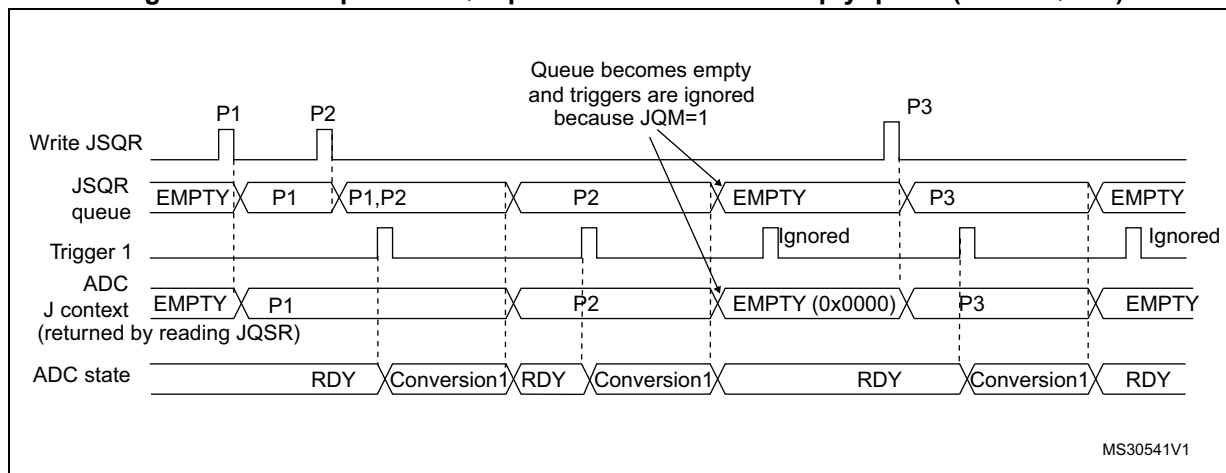 Queue becomes empty
and triggers are ignored
because JQM=1
P1
P2
P3
Write JSQR
JSQR
queue
EMPTY
P1
P1,P2
P2
EMPTY
P3
EMPTY
Trigger 1
Ignored
Ignored
ADC
J context
(returned by reading JQSR)
EMPTY
P1
P2
EMPTY (0x0000)
P3
EMPTY
ADC state
RDY
Conversion1
RDY
Conversion1
RDY
Conversion1
RDY
MS30541V1